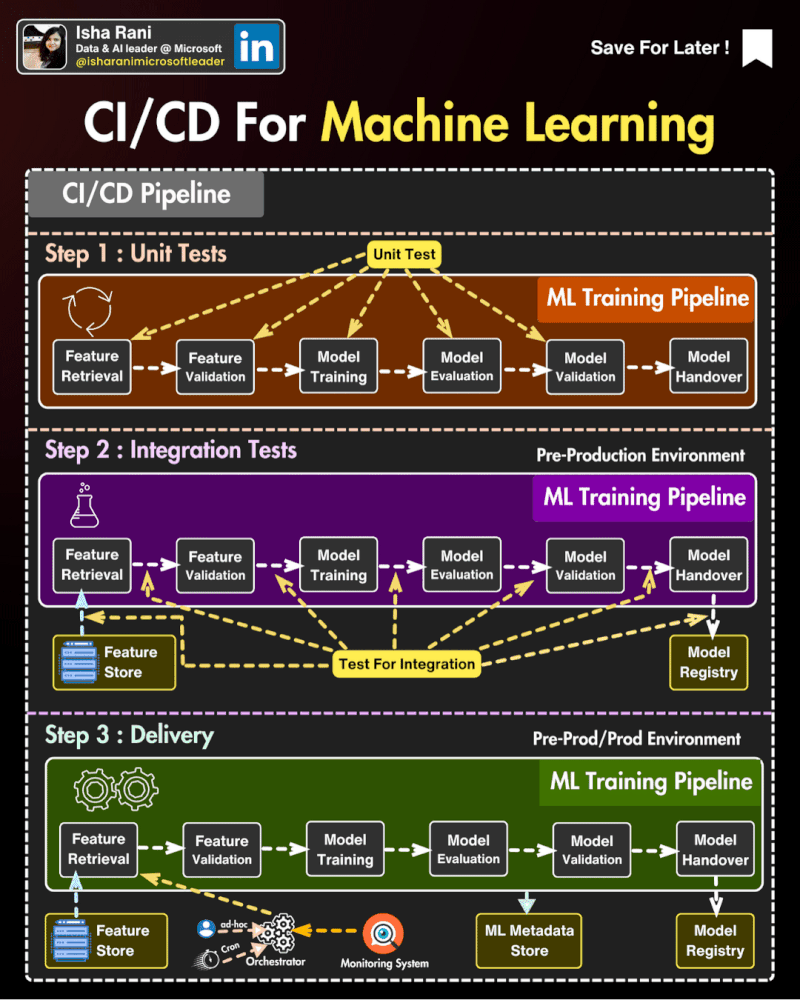 Isha Rani
Data & AI leader @ Microsoft
@isharanimicrosoftleader
in
Save For Later !
CI/CD For Machine Learning
CI/CD Pipeline
Step 1 : Unit Tests
Unit Test
ML Training Pipeline
Feature
Retrieval
Feature
Validation
Model
Training
Model
Evaluation
Model
Validation
Model
Handover
Step 2 : Integration Tests
Pre-Production Environment
ML Training Pipeline
Feature
Retrieval
Feature
Validation
Model
Training
Model
Evaluation
Model
Validation
Model
Handover
Feature
Store
Test For Integration
Model
Registry
Step 3 : Delivery
Pre-Prod/Prod Environment
ML Training Pipeline
Feature
Retrieval
Feature
Validation
Model
Training
Model
Evaluation
Model
Validation
Model
Handover
Feature
Store
ad-hoc
Cron
Orchestrator
Monitoring System
ML Metadata
Store
Model
Registry